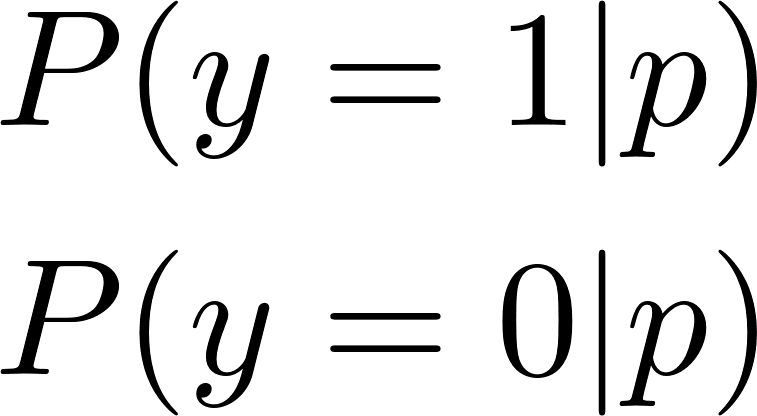 P(y = 1|p)
P(y = 0|p)